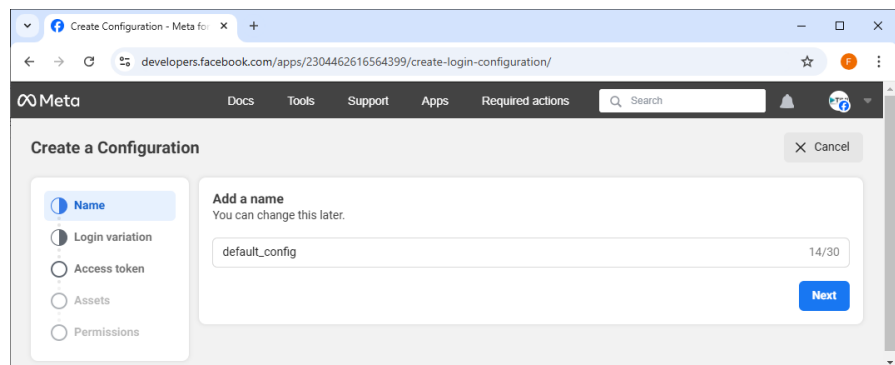 Create Configuration - Meta for
developers.facebook.com/apps/2304462616564399/create-login-configuration/
F
Meta
Docs
Tools
Support
Apps
Required actions
Search
Create a Configuration
Cancel
Name
Login variation
Access token
Assets
Permissions
Add a name
You can change this later.
default_config
14/30
Next